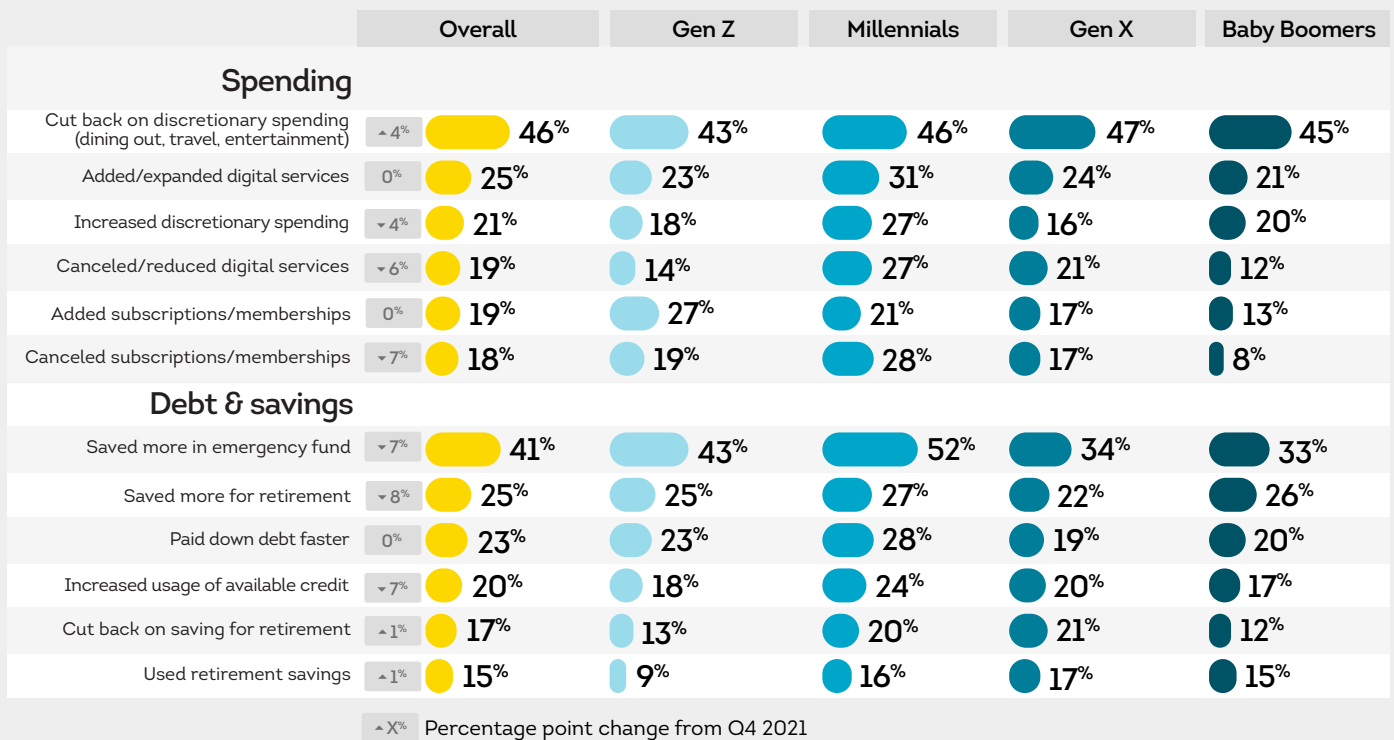 Overall Gen Z Millennials Gen X Baby Boomers
Spending
Cut back on discretionary spending
(dining out, travel, entertainment) ▲4% 46% 43% 46% 47% 45%
Added/expanded digital services 0% 25% 23% 31% 24% 21%
Increased discretionary spending ▼4% 21% 18% 27% 16% 20%
Canceled/reduced digital services ▼6% 19% 14% 27% 21% 12%
Added subscriptions/memberships 0% 19% 27% 21% 17% 13%
Canceled subscriptions/memberships ▼7% 18% 19% 28% 17% 8%
Debt & savings
Saved more in emergency fund ▼7% 41% 43% 52% 34% 33%
Saved more for retirement ▼8% 25% 25% 27% 22% 26%
Paid down debt faster 0% 23% 23% 28% 19% 20%
Increased usage of available credit ▼7% 20% 18% 24% 20% 17%
Cut back on saving for retirement ▲1% 17% 13% 20% 21% 12%
Used retirement savings ▲1% 15% 9% 16% 17% 15%
▲X% Percentage point change from Q4 2021